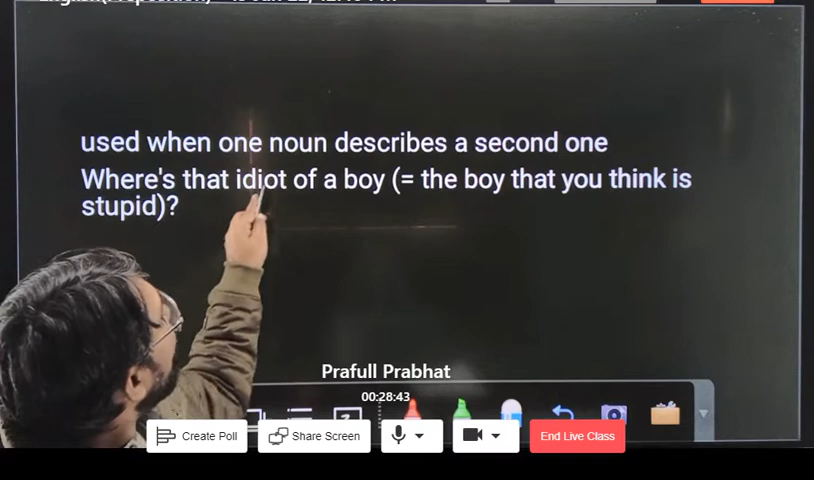 used when one noun describes a second one
Where's that idiot of a boy (= the boy that you think is
stupid)?
Prafull Prabhat
00:28:43
Create Poll
Share Screen
End Live Class